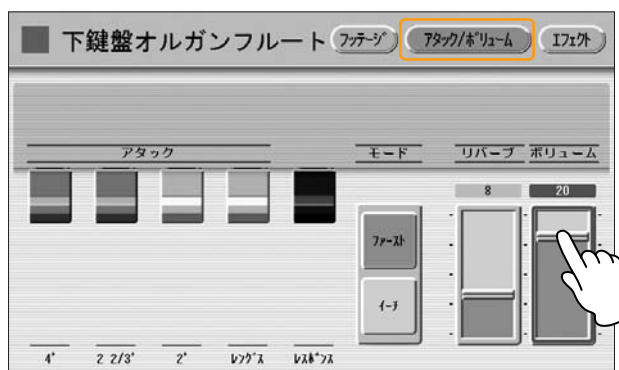 下鍵盤オルガンフルート フッテージ アタック/ボリューム エフェクト
アタック モード リバーブ ボリューム
8 20
ファースト
イーチ
4' 2 2/3' 2' レングス レスポンス